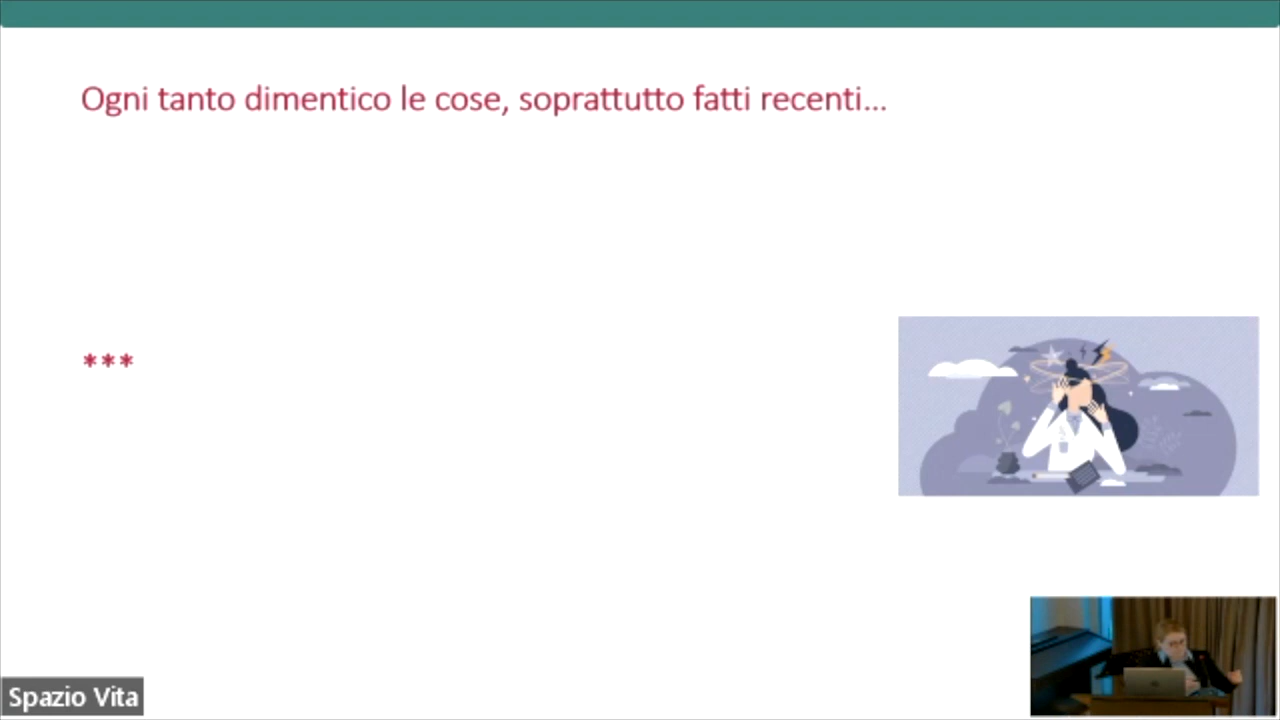 Ogni tanto dimentico le cose, soprattutto fatti recenti...
***
Spazio Vita